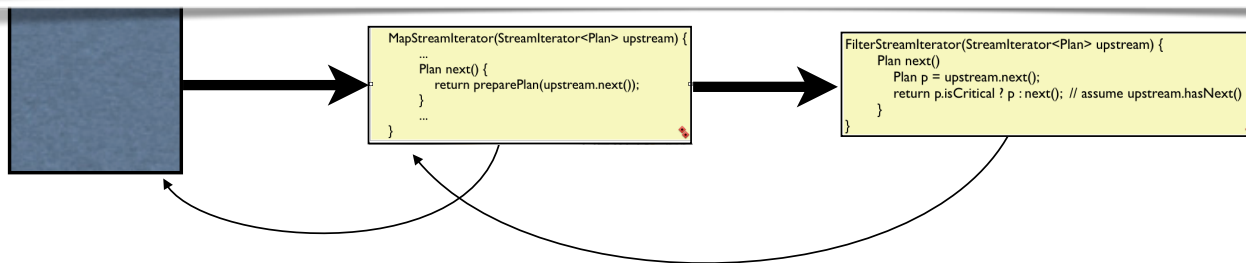 MapStreamIterator(StreamIterator<Plan> upstream) {
...
Plan next() {
return preparePlan(upstream.next());
}
...
}
FilterStreamIterator(StreamIterator<Plan> upstream) {
Plan next()
Plan p = upstream.next();
return p.isCritical ? p : next();  // assume upstream.hasNext()
}
}